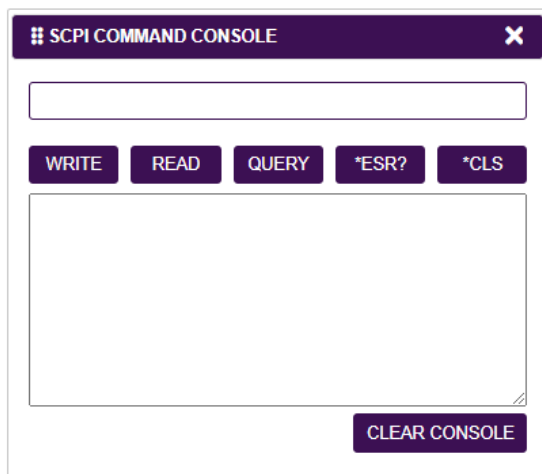 SCPI COMMAND CONSOLE
WRITE READ QUERY *ESR? *CLS
CLEAR CONSOLE